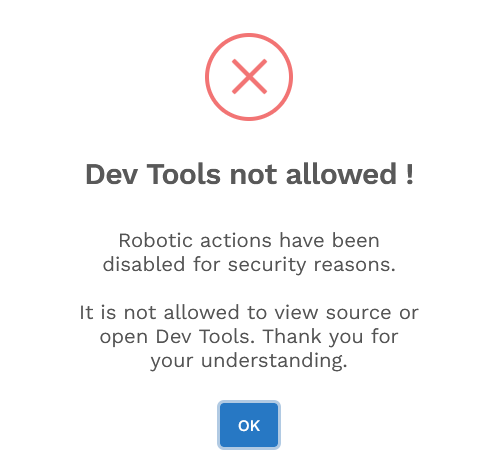 Dev Tools not allowed !
Robotic actions have been
disabled for security reasons.
It is not allowed to view source or
open Dev Tools. Thank you for
your understanding.
OK